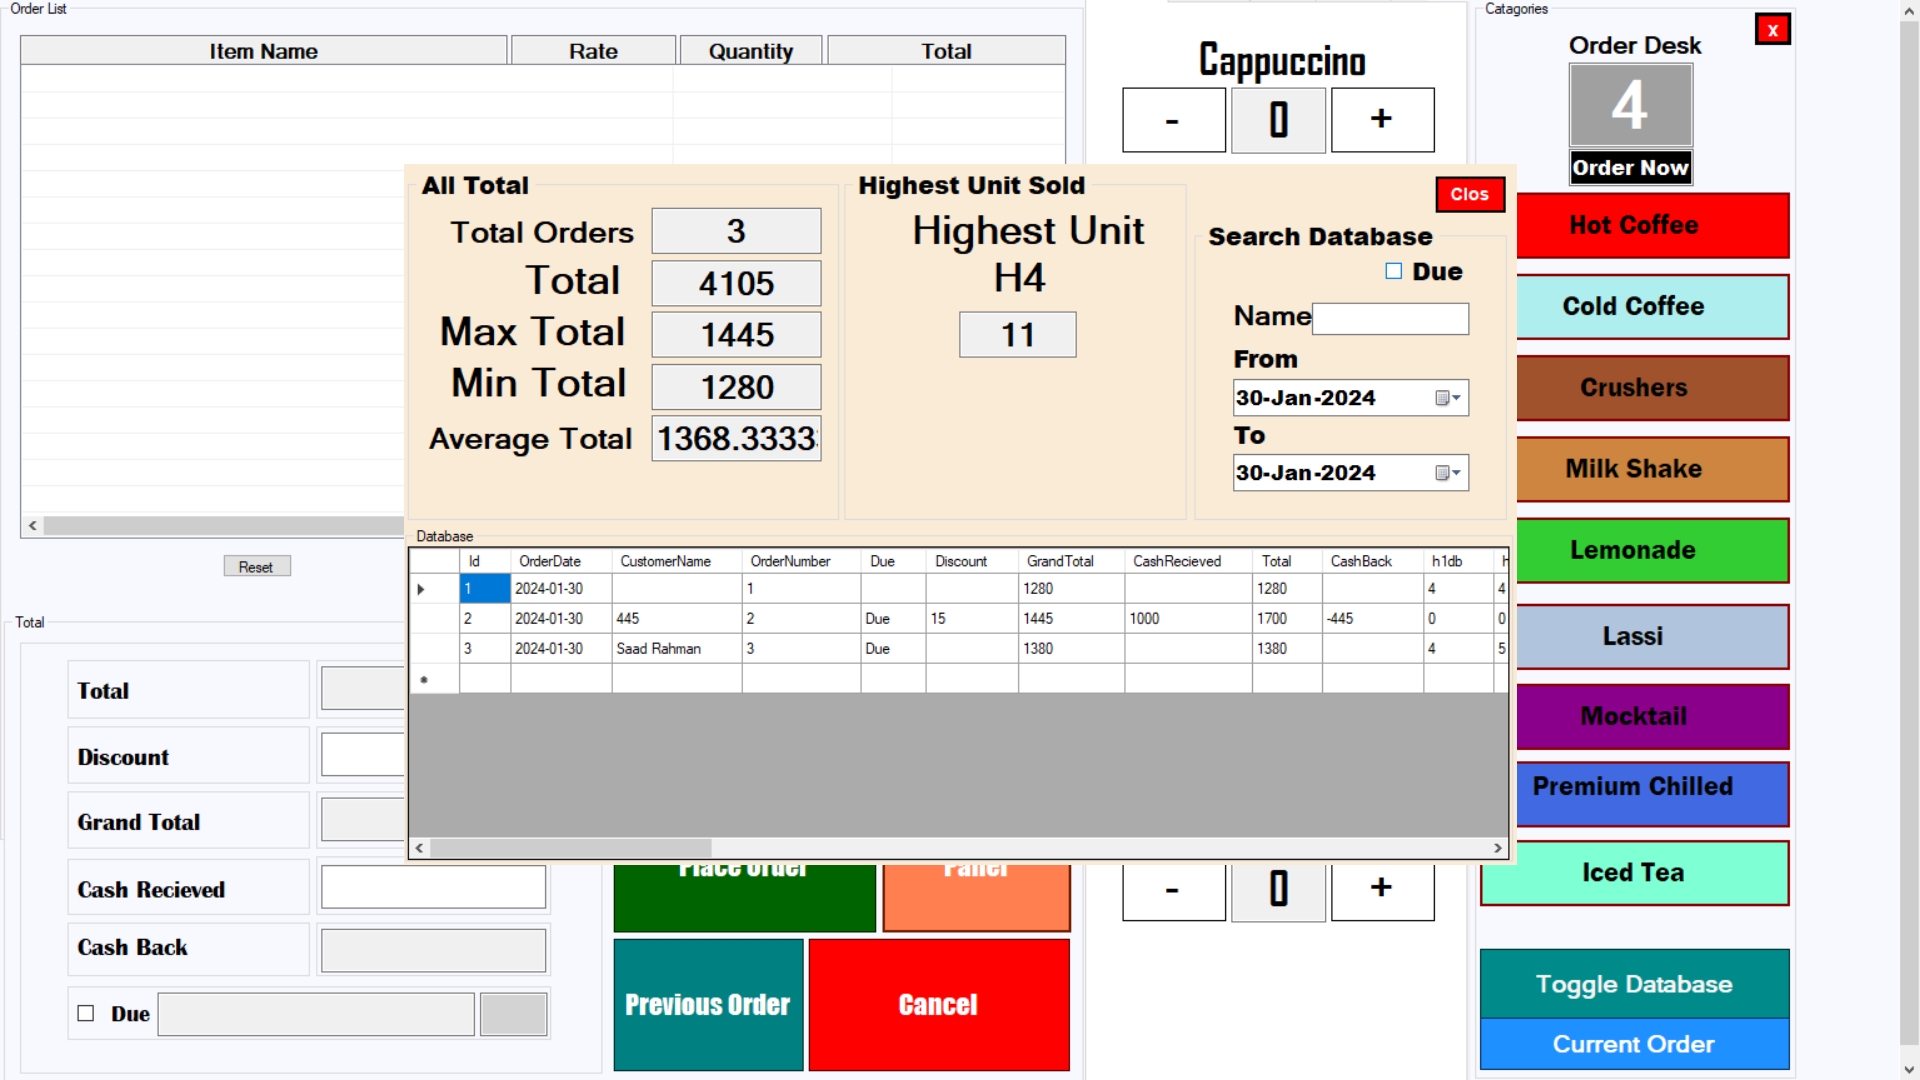 Order List
Item Name Rate Quantity Total
Reset
Total
Total
Discount
Grand Total
Cash Recieved
Cash Back
Due
Cappuccino
- 0 +
Catagories
x
Order Desk
4
Order Now
Hot Coffee
Cold Coffee
Crushers
Milk Shake
Lemonade
Lassi
Mocktail
Premium Chilled
Iced Tea
Toggle Database
Current Order
All Total
Total Orders 3
Total 4105
Max Total 1445
Min Total 1280
Average Total 1368.3333
Highest Unit Sold
Highest Unit
H4
11
Clos
Search Database
Due
Name
From
30-Jan-2024
To
30-Jan-2024
Database
Id OrderDate CustomerName OrderNumber Due Discount GrandTotal CashRecieved Total CashBack h1db h
1 2024-01-30 1 1280 1280 4 4
2 2024-01-30 445 2 Due 15 1445 1000 1700 -445 0 0
3 2024-01-30 Saad Rahman 3 Due 1380 1380 4 5
Place Order
Panel
Previous Order
Cancel
- 0 +